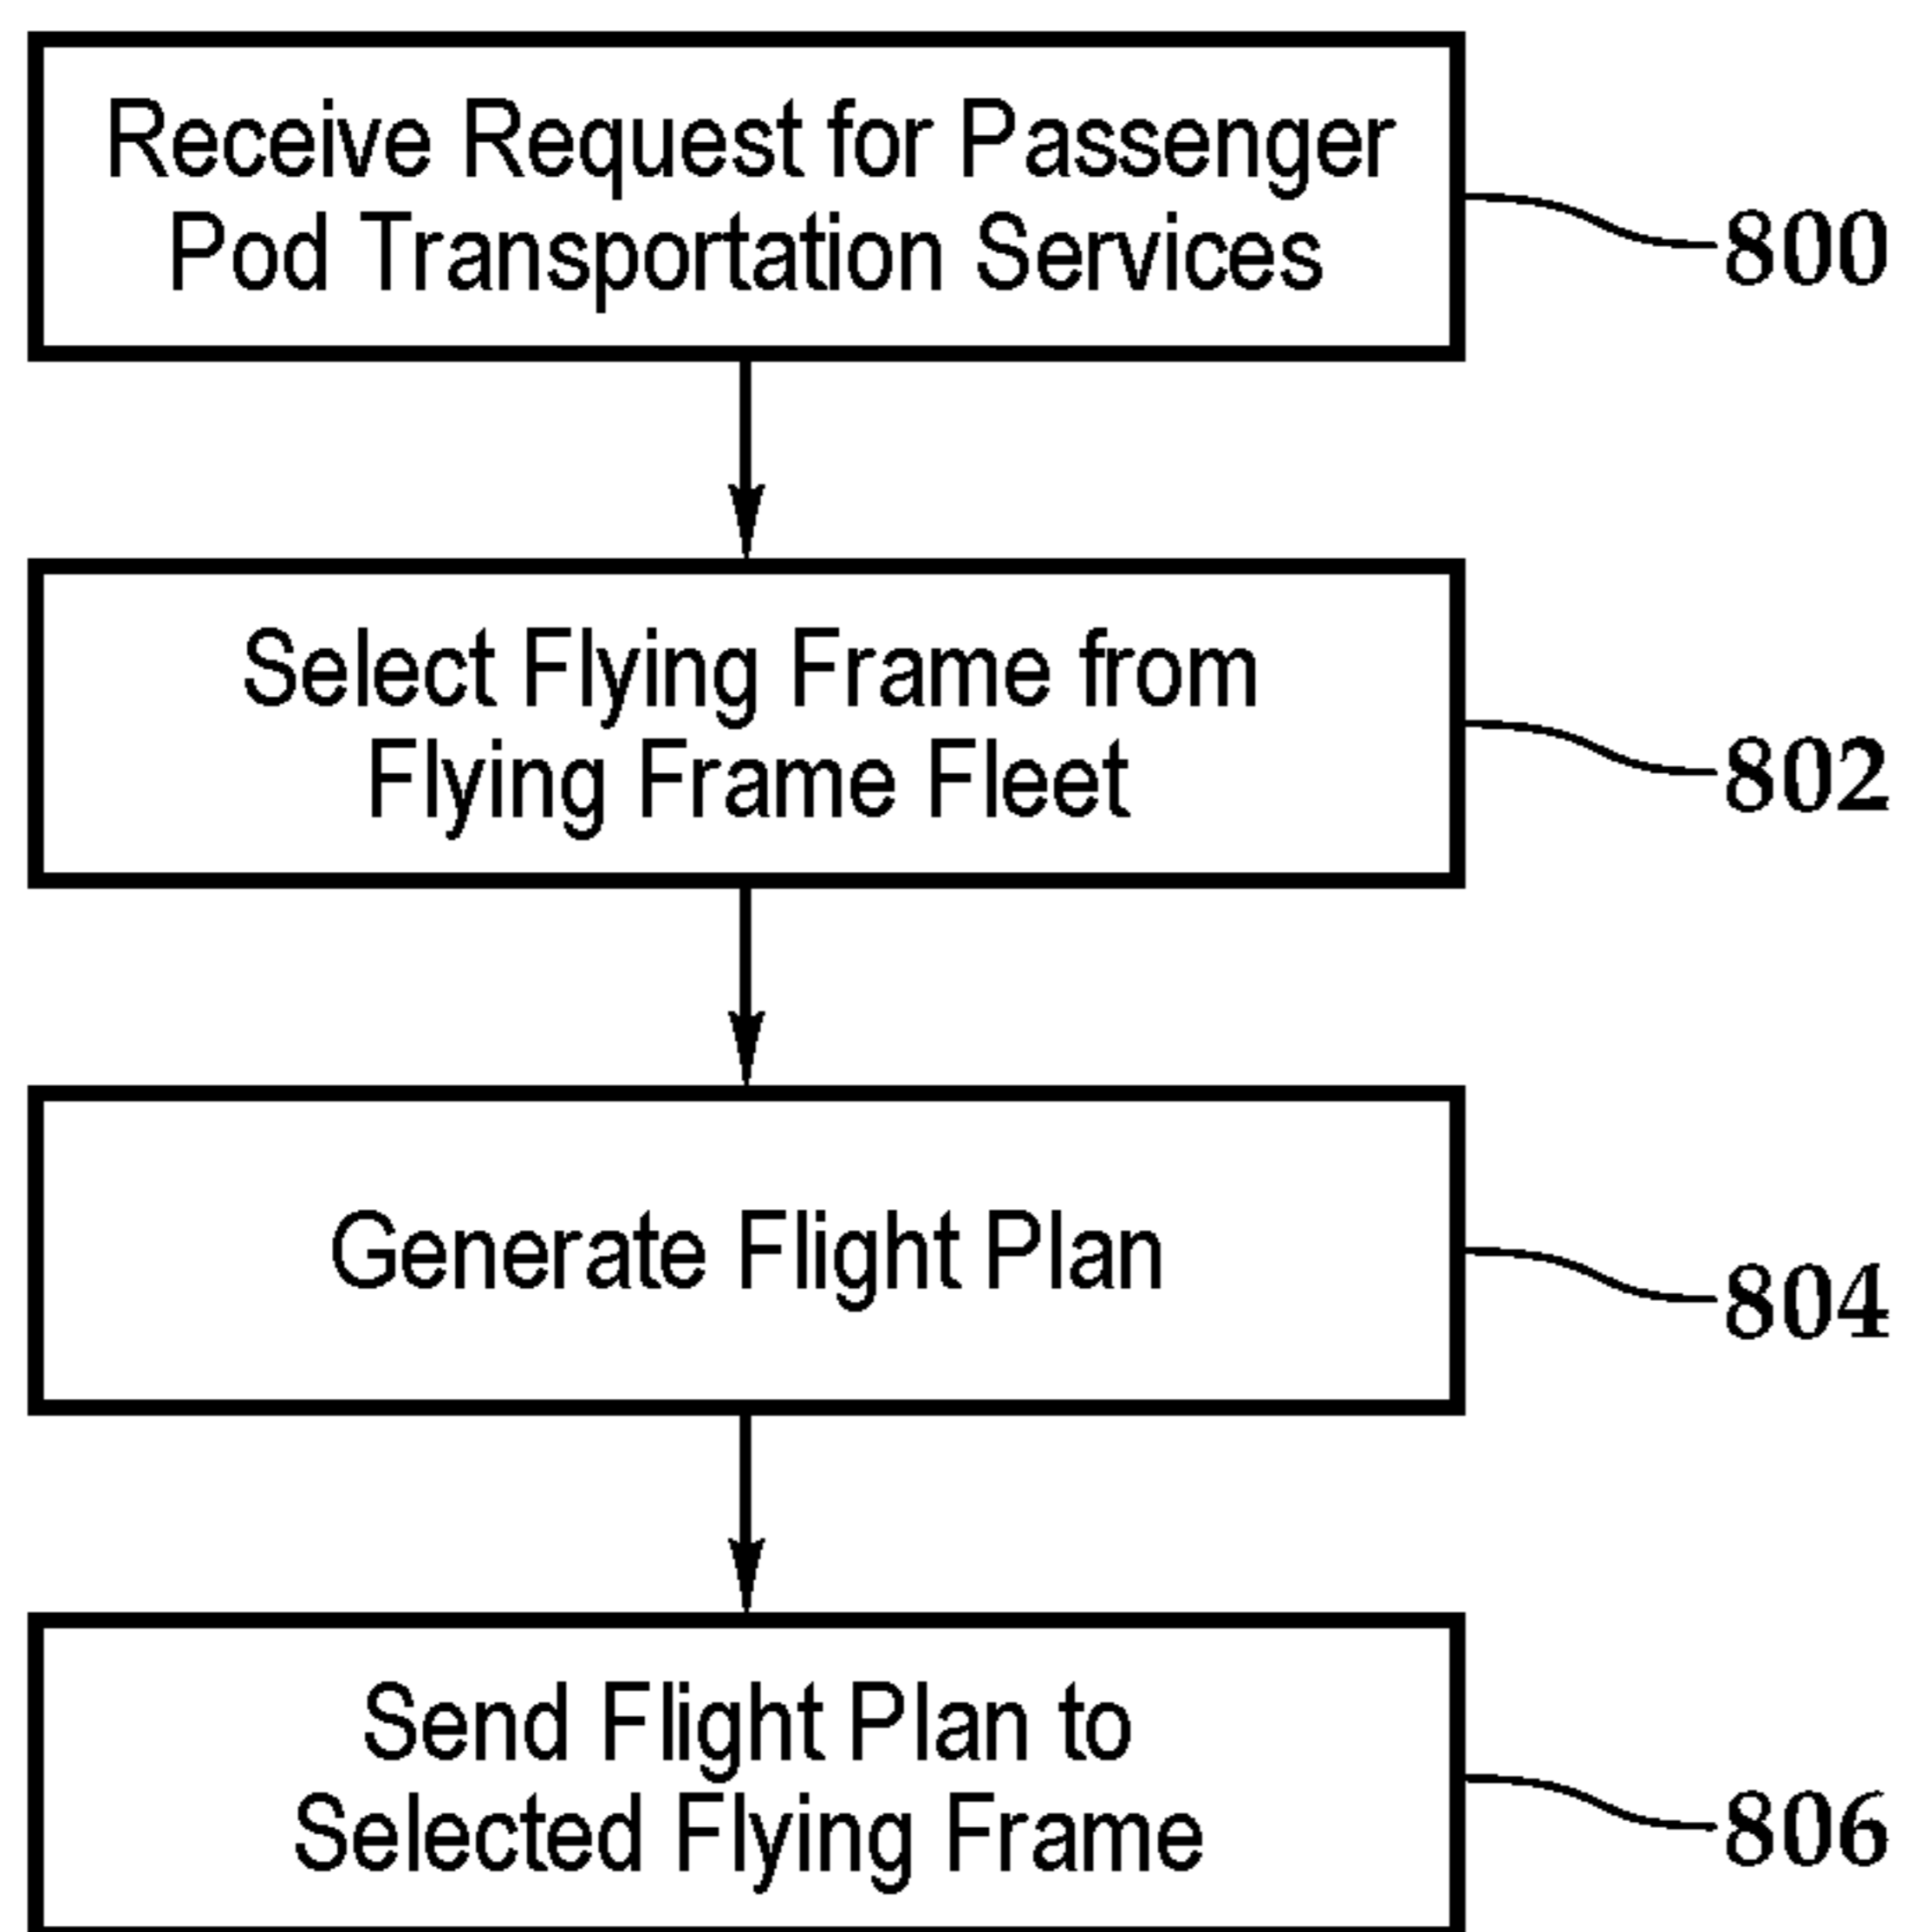 Receive Request for Passenger
Pod Transportation Services
800
Select Flying Frame from
Flying Frame Fleet
802
Generate Flight Plan
804
Send Flight Plan to
Selected Flying Frame
806